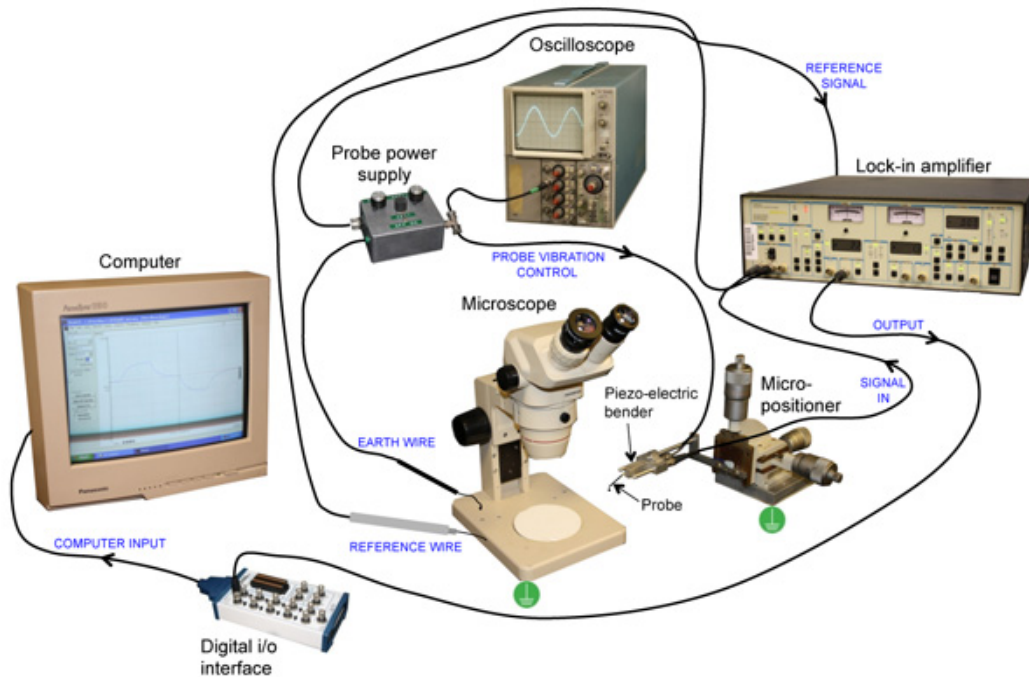 Oscilloscope
REFERENCE
SIGNAL
Probe power
supply
Lock-in amplifier
Computer
PROBE VIBRATION
CONTROL
Microscope
OUTPUT
Piezo-electric
bender
Micro-
positioner
SIGNAL
IN
EARTH WIRE
Probe
REFERENCE WIRE
COMPUTER INPUT
Digital i/o
interface
Panasonic